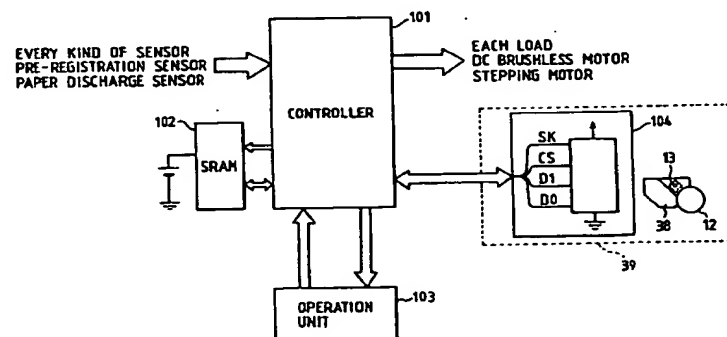 101
EVERY KIND OF SENSOR
PRE-REGISTRATION SENSOR
PAPER DISCHARGE SENSOR
EACH LOAD
DC BRUSHLESS MOTOR
STEPPING MOTOR
CONTROLLER
102
SRAM
104
SK
CS
D1
D0
13
38
12
39
103
OPERATION
UNIT